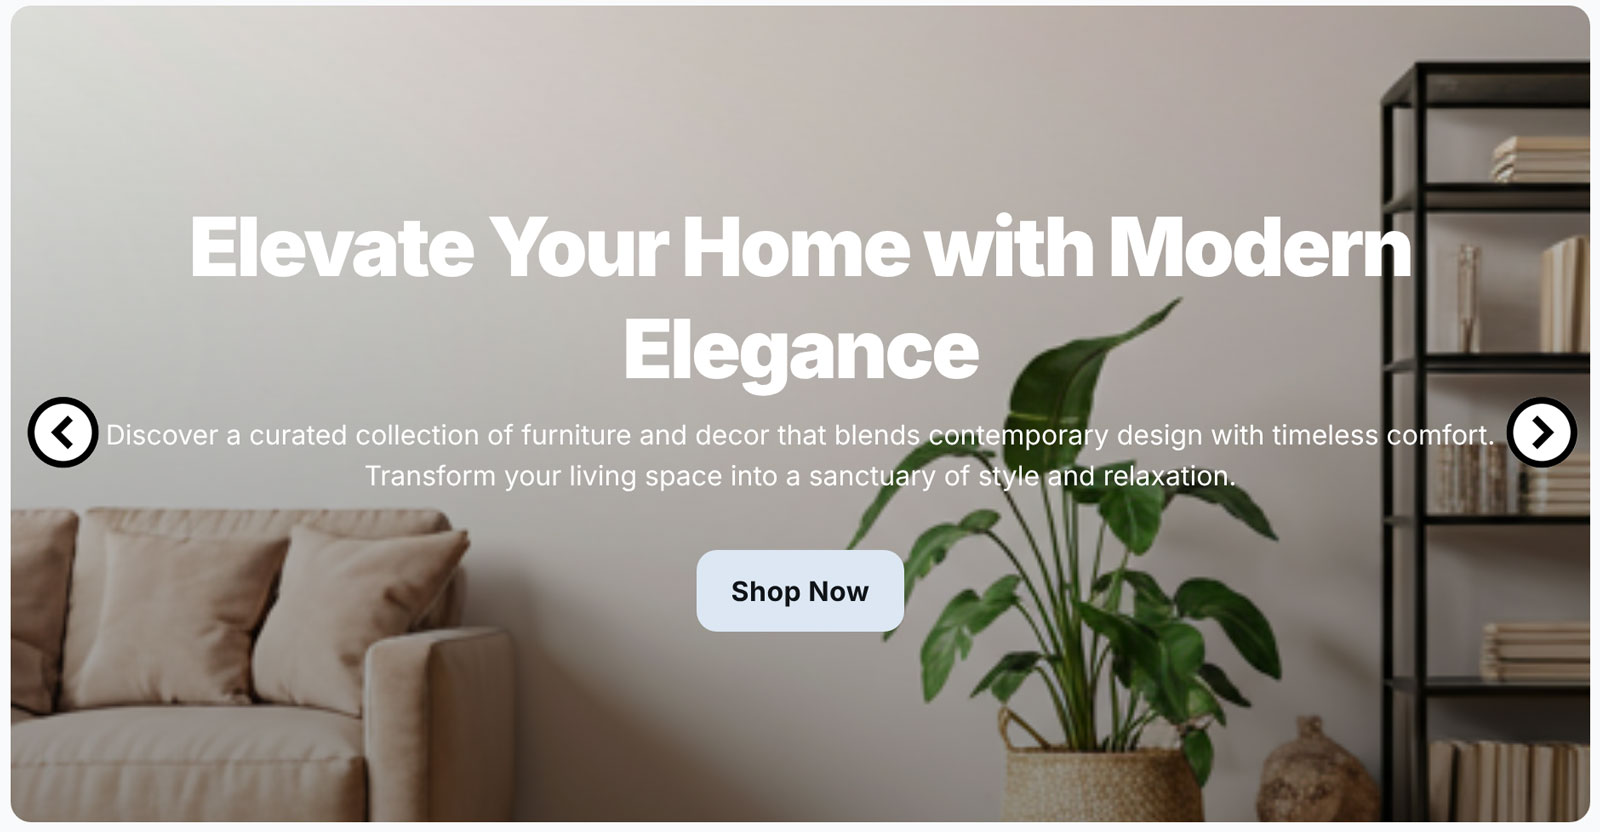 Elevate Your Home with Modern
Elegance
Discover a curated collection of furniture and decor that blends contemporary design with timeless comfort.
Transform your living space into a sanctuary of style and relaxation.
Shop Now